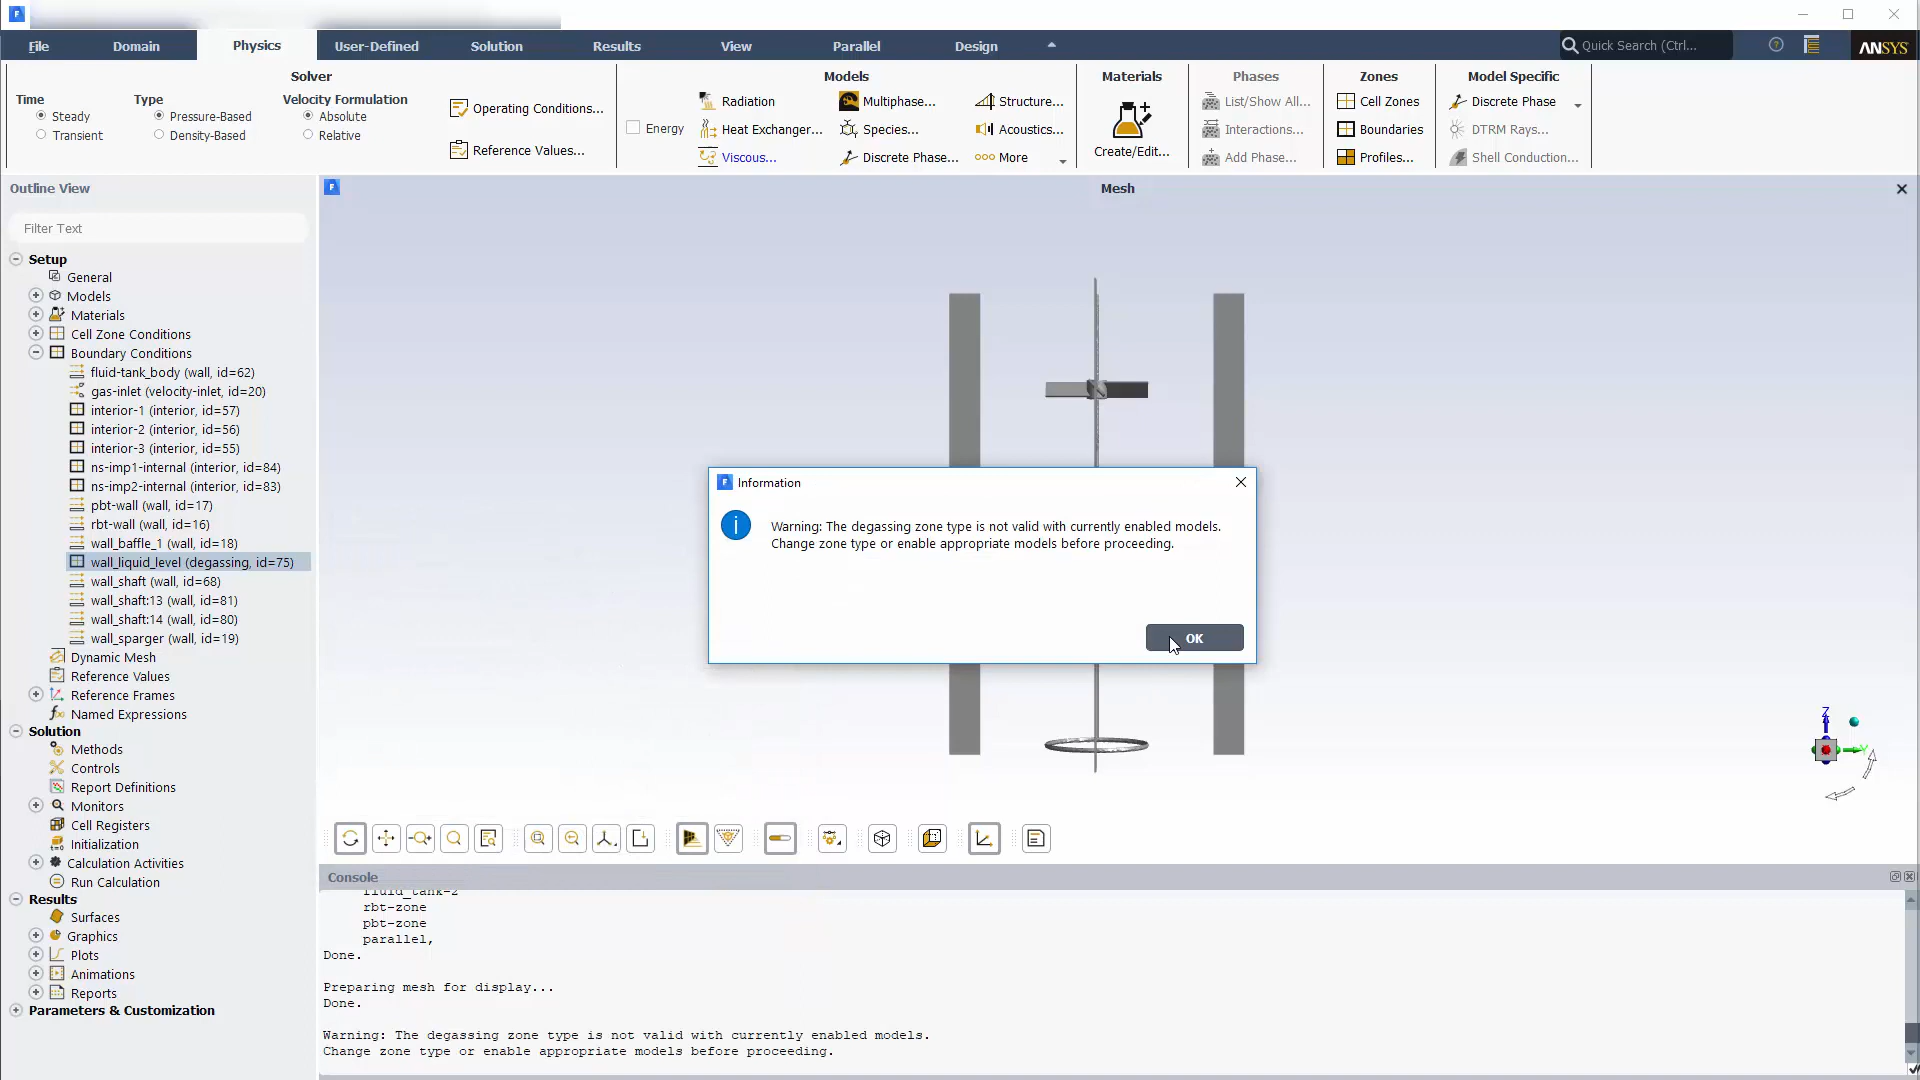 File
Domain
Physics
User-Defined
Solution
Results
View
Parallel
Design
Quick Search (Ctrl...
ANSYS
Solver
Time
Steady
Transient
Type
Pressure-Based
Density-Based
Velocity Formulation
Absolute
Relative
Operating Conditions...
Reference Values...
Models
Energy
Radiation
Heat Exchanger...
Viscous...
Multiphase...
Species...
Discrete Phase...
Structure...
Acoustics...
More
Materials
Create/Edit...
Phases
List/Show All...
Interactions...
Add Phase...
Zones
Cell Zones
Boundaries
Profiles...
Model Specific
Discrete Phase
DTRM Rays...
Shell Conduction...
Outline View
Filter Text
Setup
General
Models
Materials
Cell Zone Conditions
Boundary Conditions
fluid-tank_body (wall, id=62)
gas-inlet (velocity-inlet, id=20)
interior-1 (interior, id=57)
interior-2 (interior, id=56)
interior-3 (interior, id=55)
ns-imp1-internal (interior, id=84)
ns-imp2-internal (interior, id=83)
pbt-wall (wall, id=17)
rbt-wall (wall, id=16)
wall_baffle_1 (wall, id=18)
wall_liquid_level (degassing, id=75)
wall_shaft (wall, id=68)
wall_shaft:13 (wall, id=81)
wall_shaft:14 (wall, id=80)
wall_sparger (wall, id=19)
Dynamic Mesh
Reference Values
Reference Frames
Named Expressions
Solution
Methods
Controls
Report Definitions
Monitors
Cell Registers
Initialization
Calculation Activities
Run Calculation
Results
Surfaces
Graphics
Plots
Animations
Reports
Parameters & Customization
Mesh
Information
Warning: The degassing zone type is not valid with currently enabled models.
Change zone type or enable appropriate models before proceeding.
OK
Z
Y
Console
fluid_tank-2
rbt-zone
pbt-zone
parallel,
Done.
Preparing mesh for display...
Done.
Warning: The degassing zone type is not valid with currently enabled models.
Change zone type or enable appropriate models before proceeding.